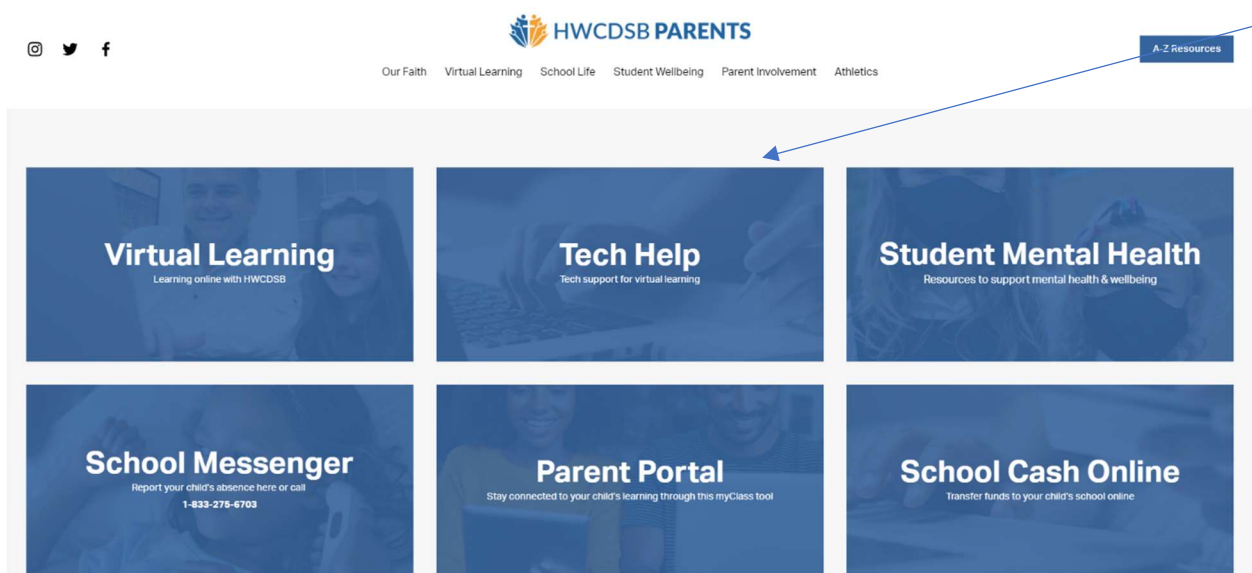 HWCDSB PARENTS
A-Z Resources
Our Faith Virtual Learning School Life Student Wellbeing Parent Involvement Athletics
Virtual Learning
Learning online with HWCDSB
Tech Help
Tech support for virtual learning
Student Mental Health
Resources to support mental health & wellbeing
School Messenger
Report your child's absence here or call
1-833-275-6703
Parent Portal
Stay connected to your child's learning through this myClass tool
School Cash Online
Transfer funds to your child's school online